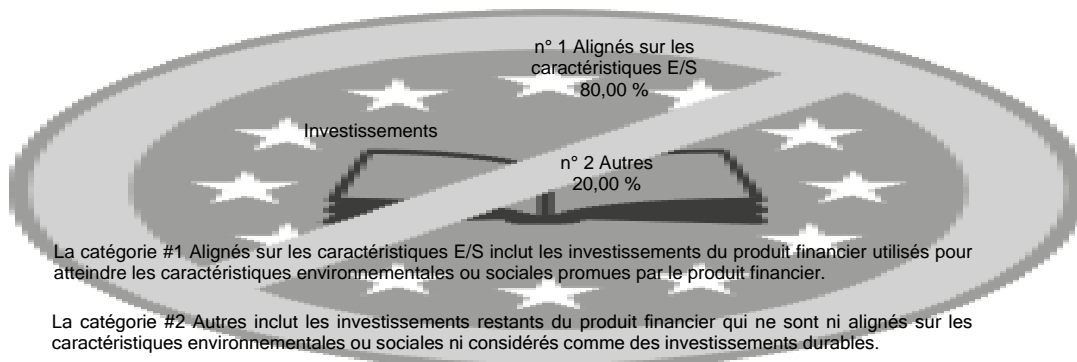 n° 1 Alignés sur les
caractéristiques E/S
80,00 %
Investissements
n° 2 Autres
20,00 %
La catégorie #1 Alignés sur les caractéristiques E/S inclut les investissements du produit financier utilisés pour
atteindre les caractéristiques environnementales ou sociales promues par le produit financier.
La catégorie #2 Autres inclut les investissements restants du produit financier qui ne sont ni alignés sur les
caractéristiques environnementales ou sociales ni considérés comme des investissements durables.